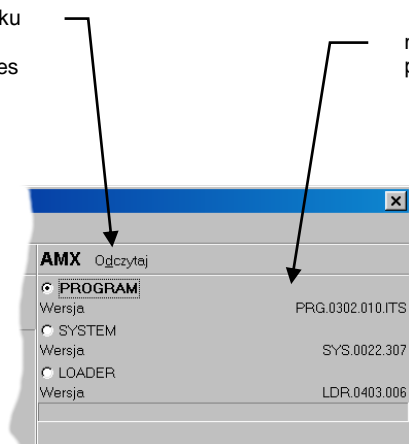 AMX Odczytaj
PROGRAM
Wersja PRG.0302.010.ITS
SYSTEM
Wersja SYS.0022.307
LOADER
Wersja LDR.0403.006